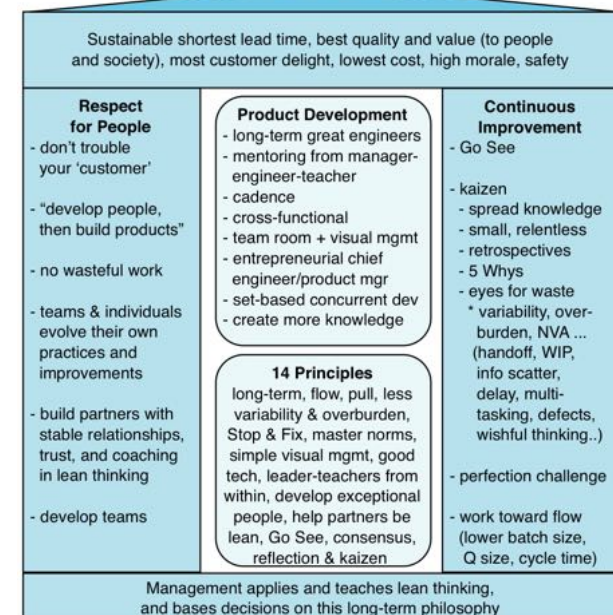 Sustainable shortest lead time, best quality and value (to people
and society), most customer delight, lowest cost, high morale, safety
Respect
for People
- don't trouble
your 'customer'
- "develop people,
then build products"
- no wasteful work
- teams & individuals
evolve their own
practices and
improvements
- build partners with
stable relationships,
trust, and coaching
in lean thinking
- develop teams
Product Development
- long-term great engineers
- mentoring from manager-
engineer-teacher
- cadence
- cross-functional
- team room + visual mgmt
- entrepreneurial chief
engineer/product mgr
- set-based concurrent dev
- create more knowledge
14 Principles
long-term, flow, pull, less
variability & overburden,
Stop & Fix, master norms,
simple visual mgmt, good
tech, leader-teachers from
within, develop exceptional
people, help partners be
lean, Go See, consensus,
reflection & kaizen
Continuous
Improvement
- Go See
- kaizen
- spread knowledge
- small, relentless
- retrospectives
- 5 Whys
- eyes for waste
* variability, over-
burden, NVA ...
(handoff, WIP,
info scatter,
delay, multi-
tasking, defects,
wishful thinking..)
- perfection challenge
- work toward flow
(lower batch size,
Q size, cycle time)
Management applies and teaches lean thinking,
and bases decisions on this long-term philosophy